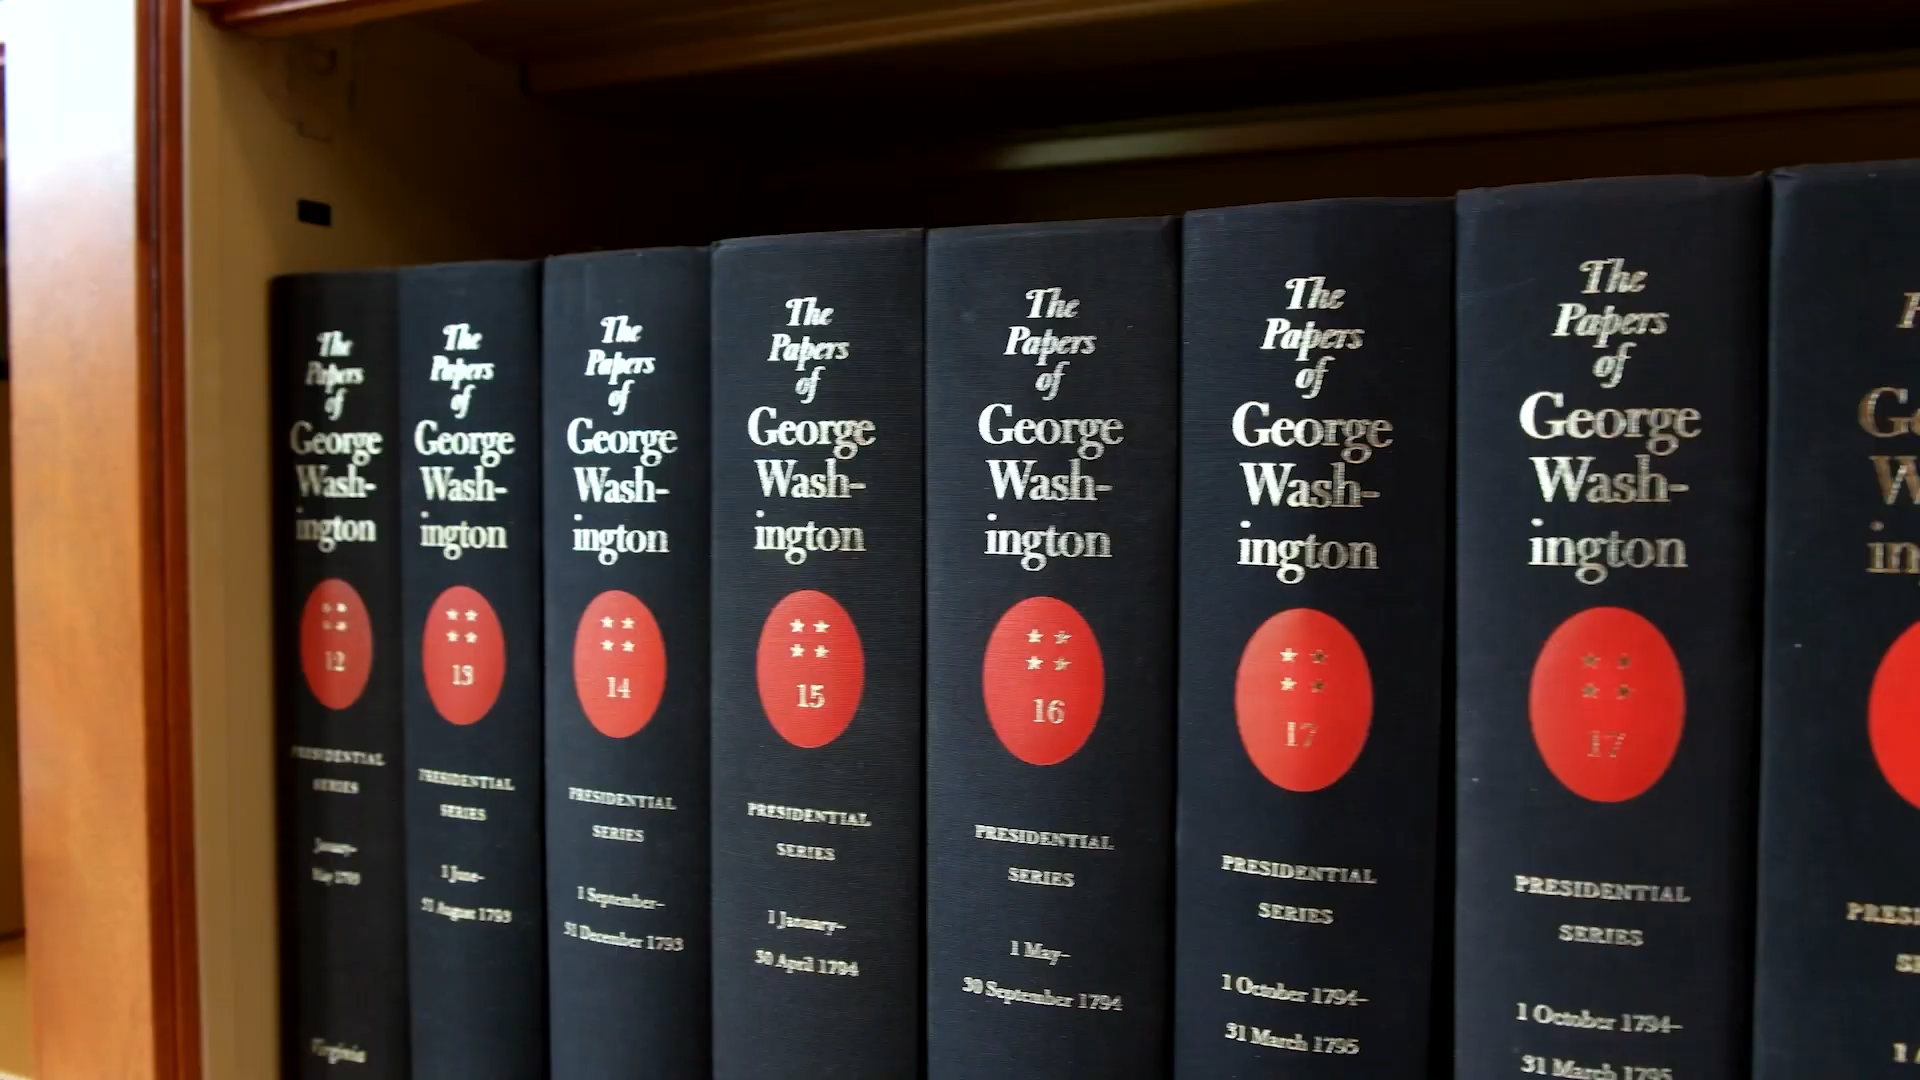 The
Papers
of
George
Wash-
ington
12
PRESIDENTIAL
SERIES
January–
May 1793
Virginia
The
Papers
of
George
Wash-
ington
13
PRESIDENTIAL
SERIES
1 June–
31 August 1793
The
Papers
of
George
Wash-
ington
14
PRESIDENTIAL
SERIES
1 September–
31 December 1793
The
Papers
of
George
Wash-
ington
15
PRESIDENTIAL
SERIES
1 January–
30 April 1794
The
Papers
of
George
Wash-
ington
16
PRESIDENTIAL
SERIES
1 May–
30 September 1794
The
Papers
of
George
Wash-
ington
17
PRESIDENTIAL
SERIES
1 October 1794–
31 March 1795
The
Papers
of
George
Wash-
ington
17
PRESIDENTIAL
SERIES
1 October 1794–
31 March 1795